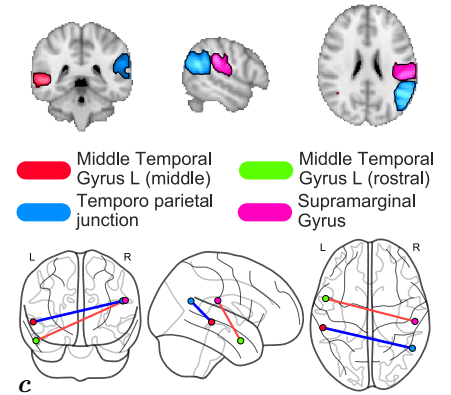 Middle Temporal
Gyrus L (middle)
Middle Temporal
Gyrus L (rostral)
Temporo parietal
junction
Supramarginal
Gyrus
L R
L R
c